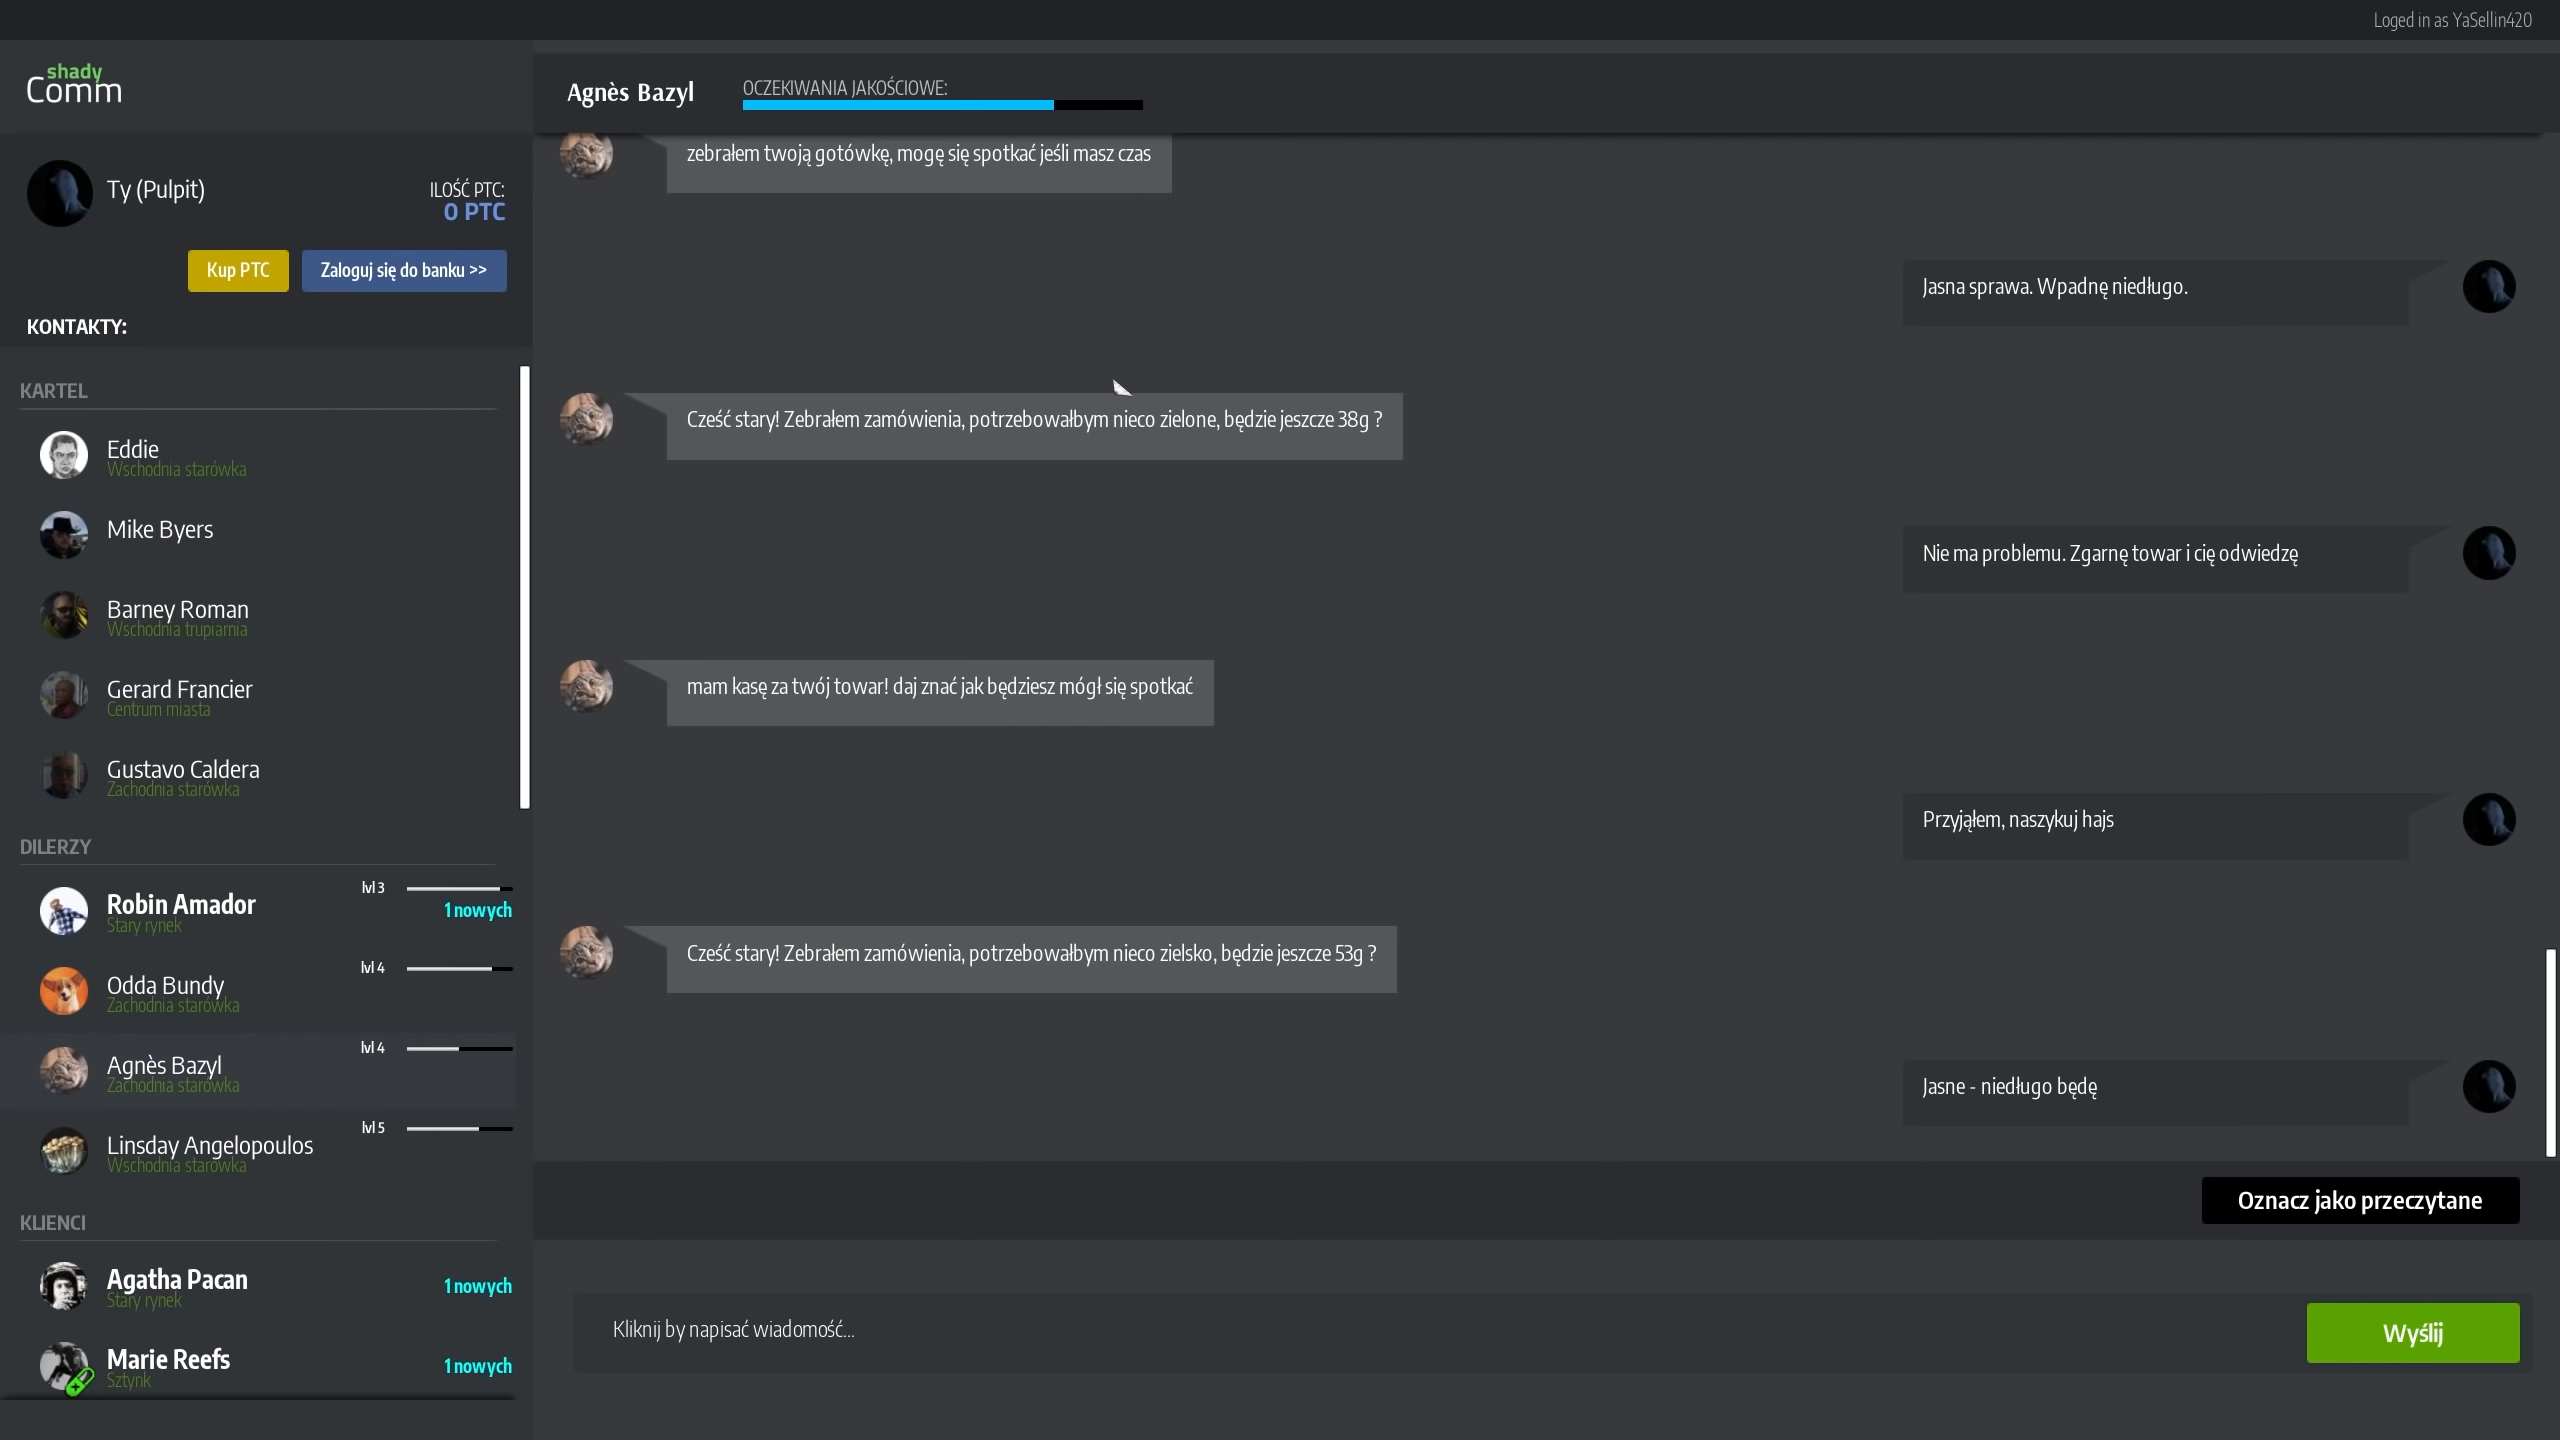 Loged in as YaSellin420
shady
Comm
Ty (Pulpit)
ILOŚĆ PTC:
0 PTC
Kup PTC
Zaloguj się do banku >>
KONTAKTY:
KARTEL
Eddie
Wschodnia starówka
Mike Byers
Barney Roman
Wschodnia trupiarnia
Gerard Francier
Centrum miasta
Gustavo Caldera
Zachodnia starówka
DILERZY
Robin Amador
Stary rynek
lvl 3
1 nowych
Odda Bundy
Zachodnia starówka
lvl 4
Agnès Bazyl
Zachodnia starówka
lvl 4
Linsday Angelopoulos
Wschodnia starówka
lvl 5
KLIENCI
Agatha Pacan
Stary rynek
1 nowych
Marie Reefs
Sztynk
1 nowych
Agnès Bazyl
OCZEKIWANIA JAKOŚCIOWE:
zebrałem twoją gotówkę, mogę się spotkać jeśli masz czas
Jasna sprawa. Wpadnę niedługo.
Cześć stary! Zebrałem zamówienia, potrzebowałbym nieco zielone, będzie jeszcze 38g ?
Nie ma problemu. Zgarnę towar i cię odwiedzę
mam kasę za twój towar! daj znać jak będziesz mógł się spotkać
Przyjąłem, naszykuj hajs
Cześć stary! Zebrałem zamówienia, potrzebowałbym nieco zielsko, będzie jeszcze 53g ?
Jasne - niedługo będę
Oznacz jako przeczytane
Kliknij by napisać wiadomość...
Wyślij